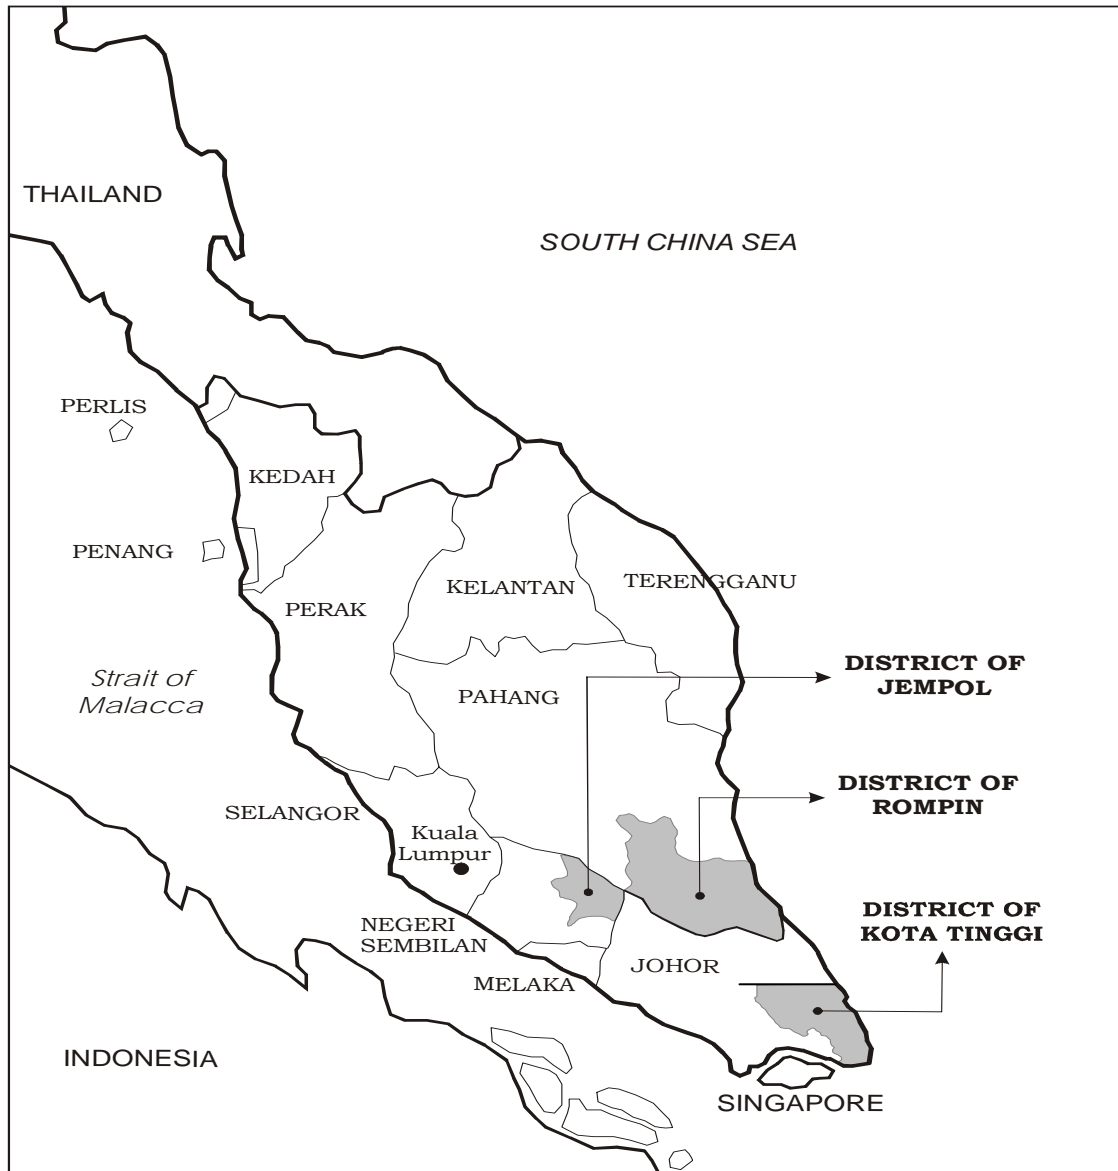 THAILAND
SOUTH CHINA SEA
PERLIS
KEDAH
PENANG
KELANTAN
TERENGGANU
PERAK
Strait of
Malacca
PAHANG
DISTRICT OF
JEMPOL
DISTRICT OF
ROMPIN
SELANGOR
Kuala
Lumpur
NEGERI
SEMBILAN
DISTRICT OF
KOTA TINGGI
MELAKA
JOHOR
INDONESIA
SINGAPORE